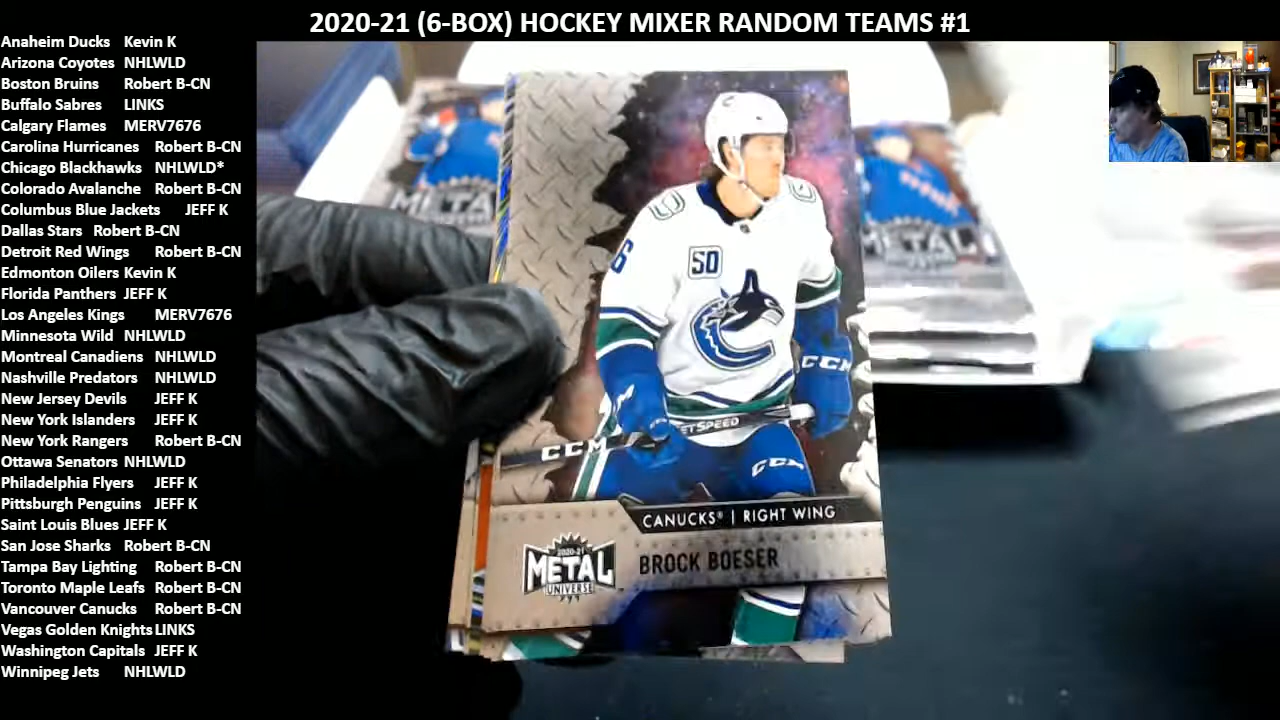 2020-21 (6-BOX) HOCKEY MIXER RANDOM TEAMS #1
Anaheim Ducks Kevin K
Arizona Coyotes NHLWLD
Boston Bruins Robert B-CN
Buffalo Sabres LINKS
Calgary Flames MERV7676
Carolina Hurricanes Robert B-CN
Chicago Blackhawks NHLWLD*
Colorado Avalanche Robert B-CN
Columbus Blue Jackets JEFF K
Dallas Stars Robert B-CN
Detroit Red Wings Robert B-CN
Edmonton Oilers Kevin K
Florida Panthers JEFF K
Los Angeles Kings MERV7676
Minnesota Wild NHLWLD
Montreal Canadiens NHLWLD
Nashville Predators NHLWLD
New Jersey Devils JEFF K
New York Islanders JEFF K
New York Rangers Robert B-CN
Ottawa Senators NHLWLD
Philadelphia Flyers JEFF K
Pittsburgh Penguins JEFF K
Saint Louis Blues JEFF K
San Jose Sharks Robert B-CN
Tampa Bay Lighting Robert B-CN
Toronto Maple Leafs Robert B-CN
Vancouver Canucks Robert B-CN
Vegas Golden Knights LINKS
Washington Capitals JEFF K
Winnipeg Jets NHLWLD
METAL
METAL
6
50
CCM
CCM
JETSPEED
CCM
CANUCKS® | RIGHT WING
2020-21
METAL
UNIVERSE
BROCK BOESER